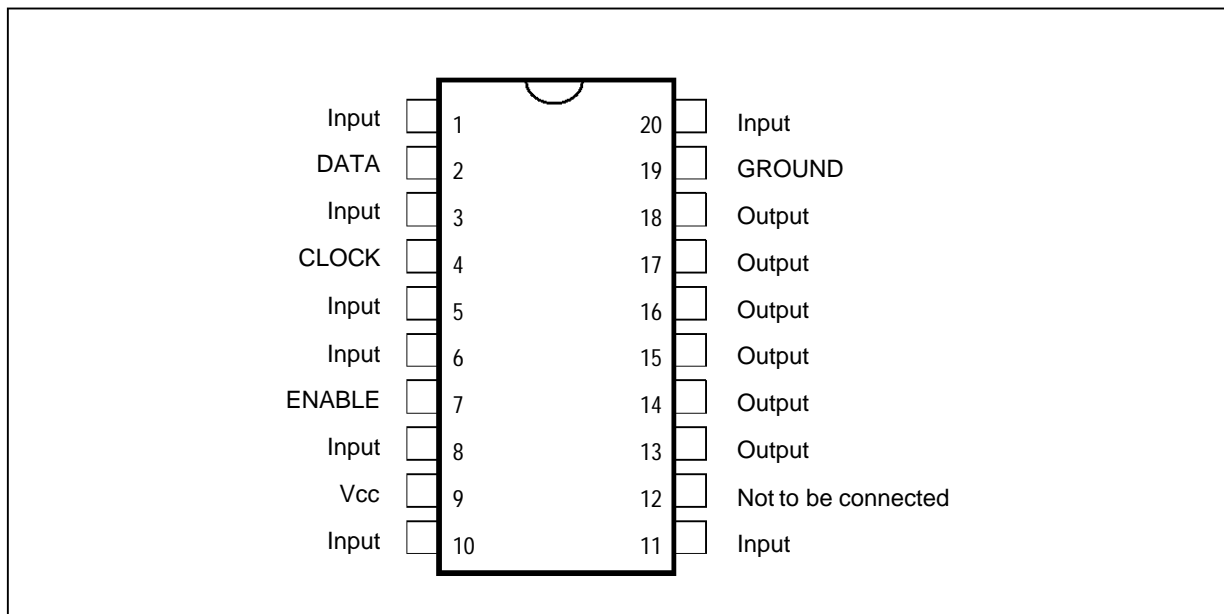 Input 1 20 Input
DATA 2 19 GROUND
Input 3 18 Output
CLOCK 4 17 Output
Input 5 16 Output
Input 6 15 Output
ENABLE 7 14 Output
Input 8 13 Output
Vcc 9 12 Not to be connected
Input 10 11 Input